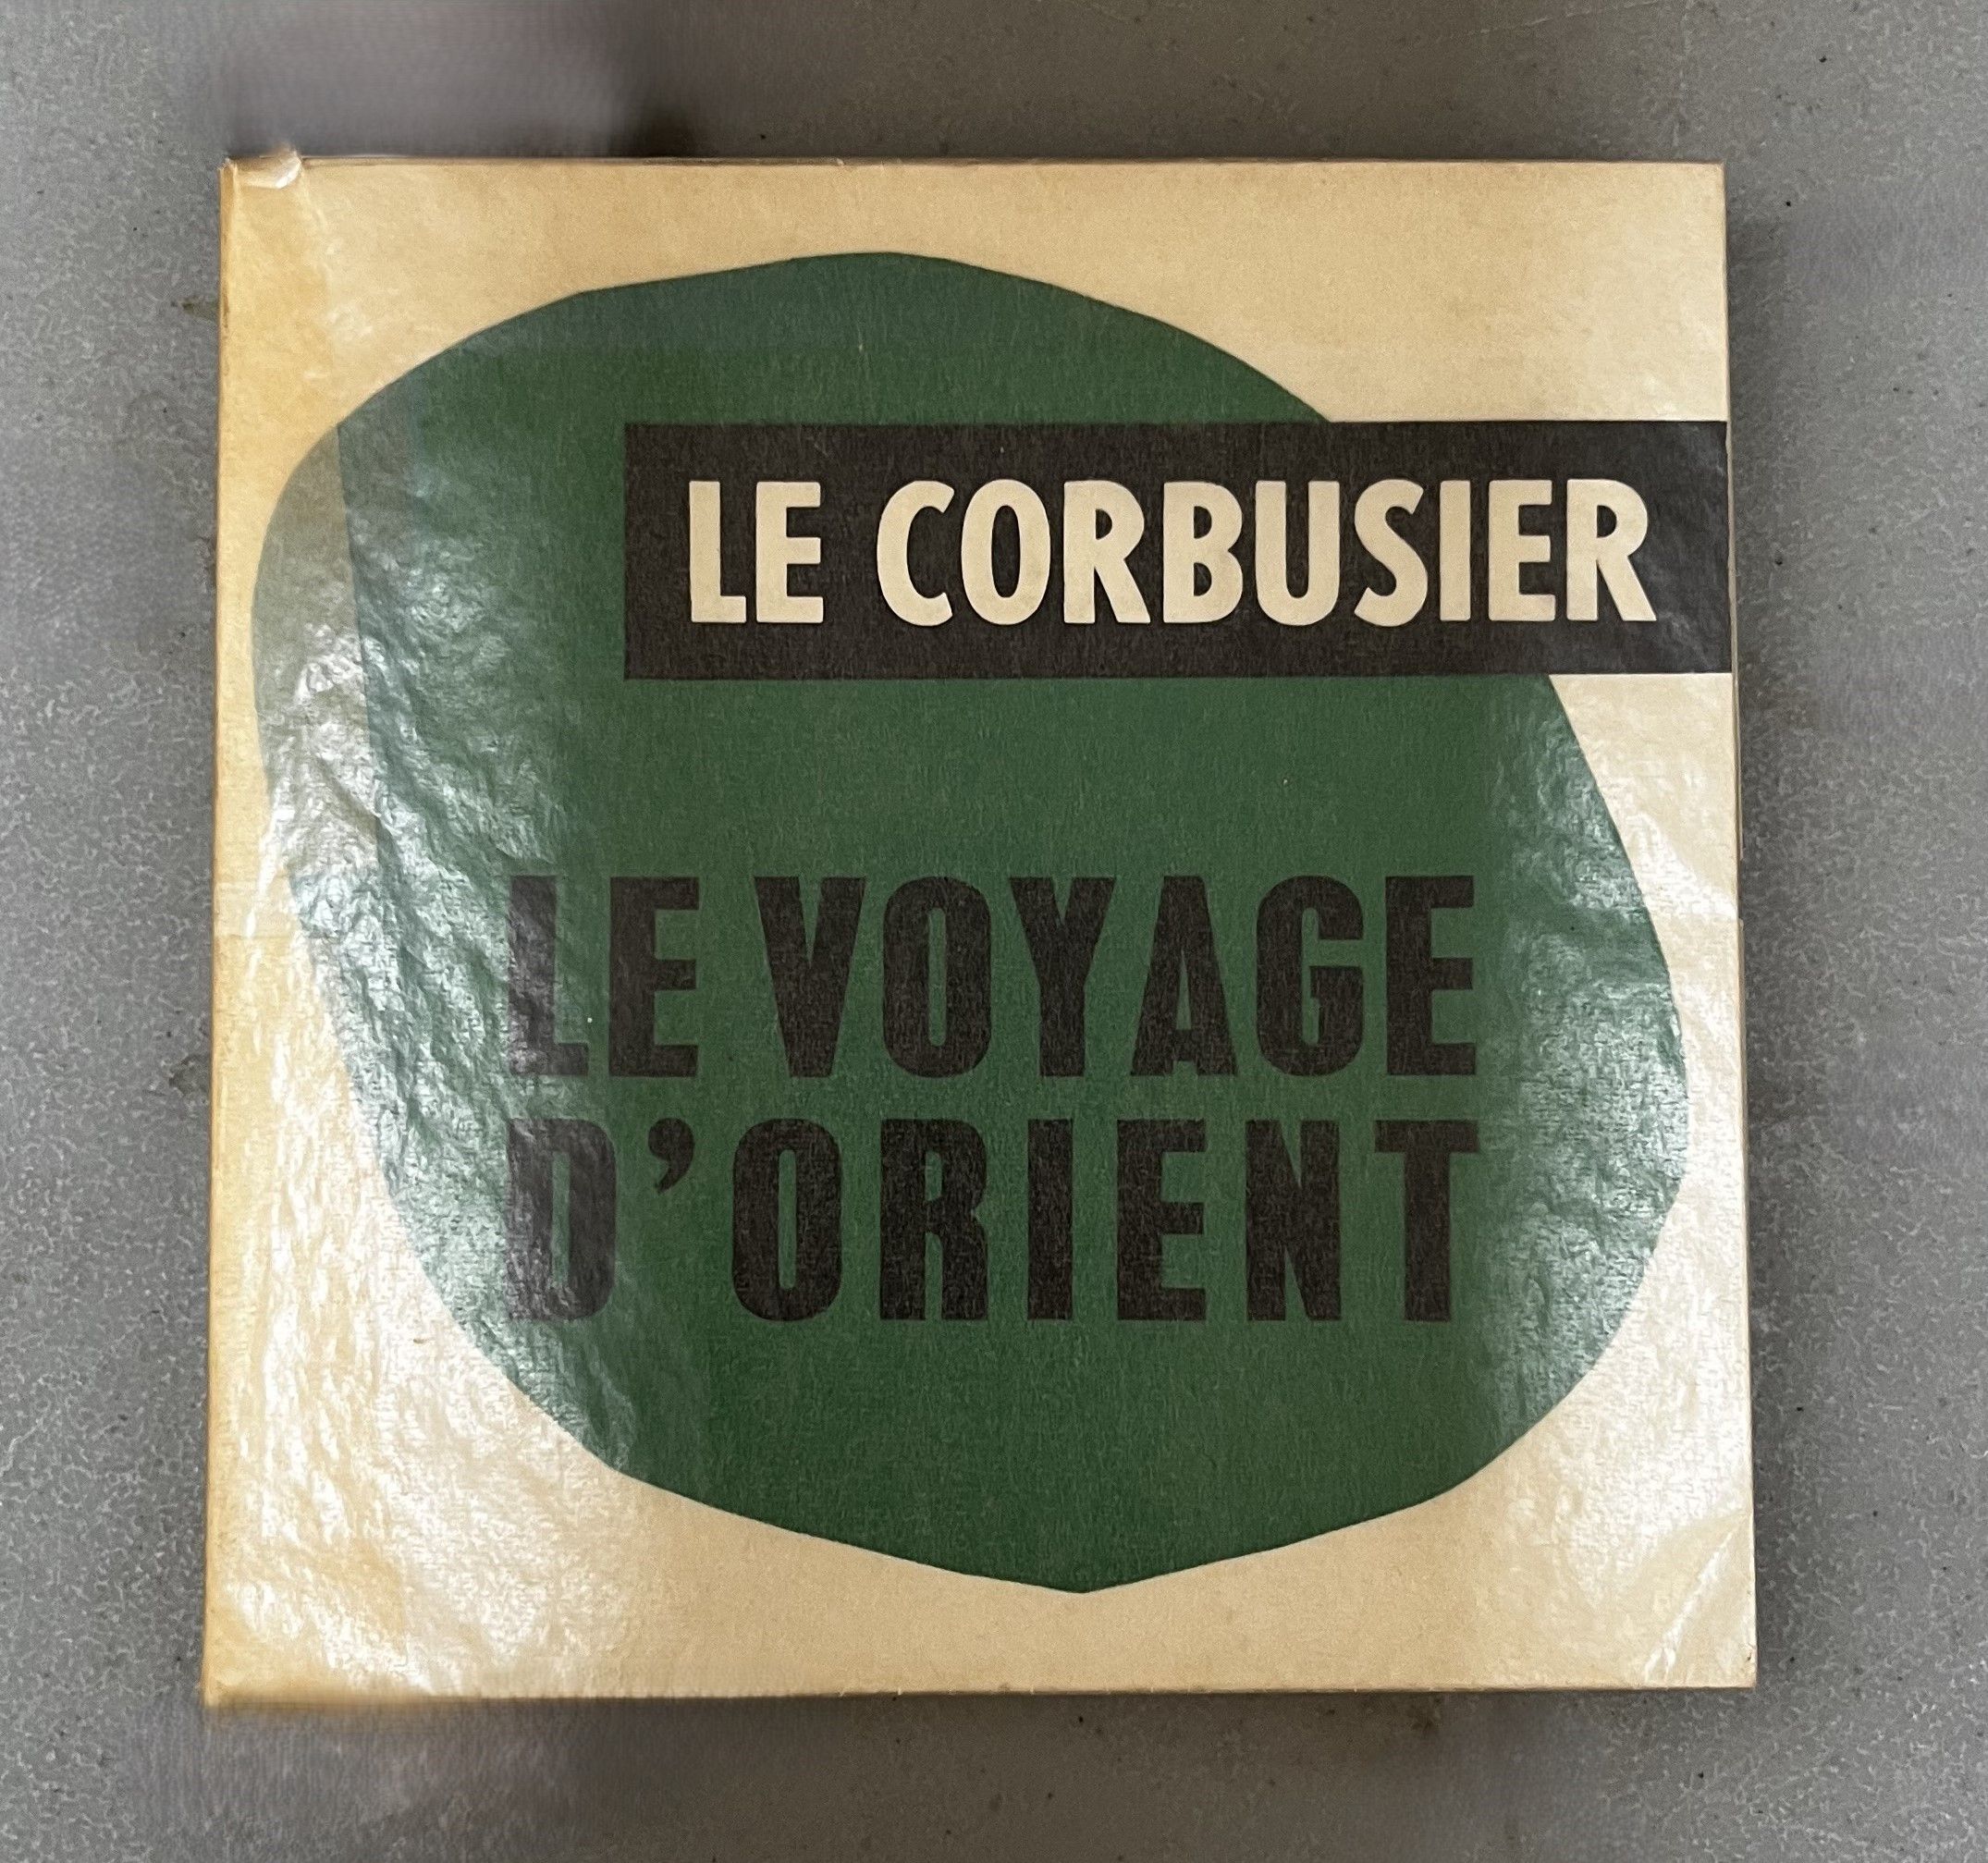 LE CORBUSIER
LE VOYAGE
D'ORIENT